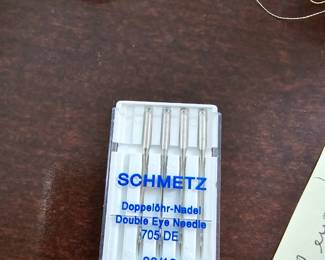 SCHMETZ
Doppelöhr-Nadel
Double Eye Needle
705 DE